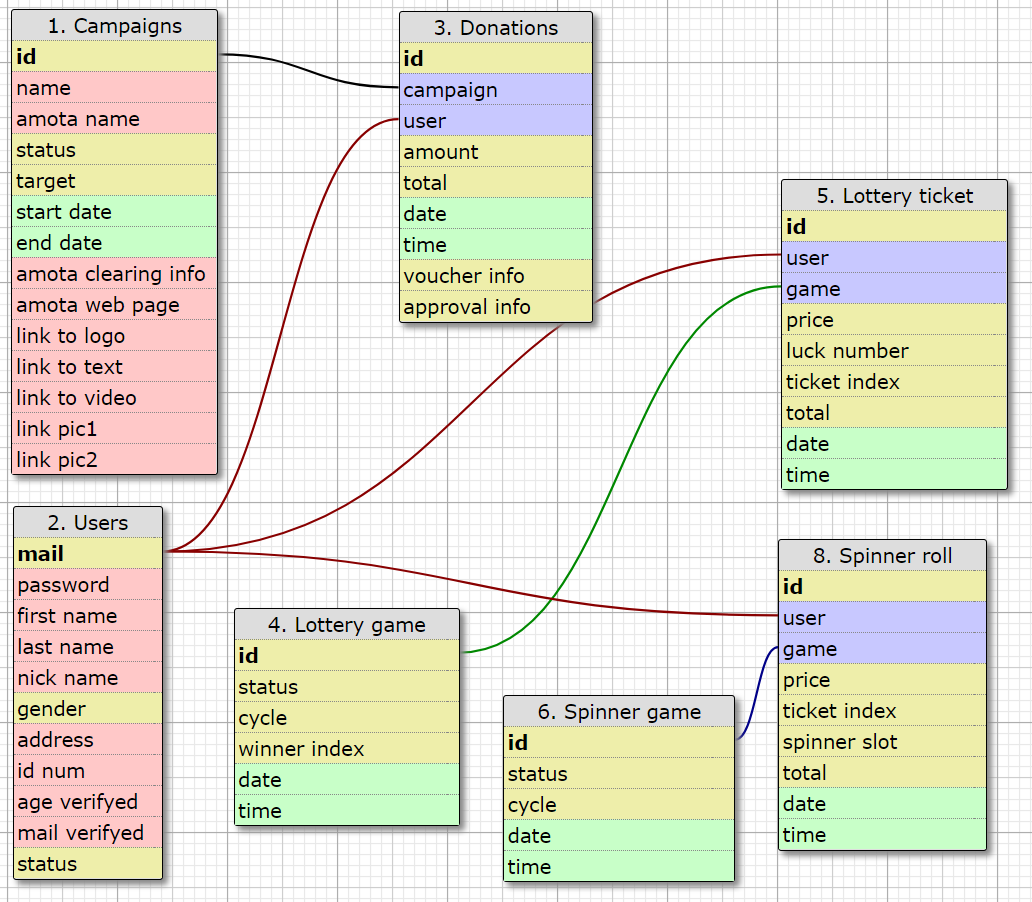 1. Campaigns
id
name
amota name
status
target
start date
end date
amota clearing info
amota web page
link to logo
link to text
link to video
link pic1
link pic2
2. Users
mail
password
first name
last name
nick name
gender
address
id num
age verifyed
mail verifyed
status
3. Donations
id
campaign
user
amount
total
date
time
voucher info
approval info
4. Lottery game
id
status
cycle
winner index
date
time
5. Lottery ticket
id
user
game
price
luck number
ticket index
total
date
time
6. Spinner game
id
status
cycle
date
time
8. Spinner roll
id
user
game
price
ticket index
spinner slot
total
date
time